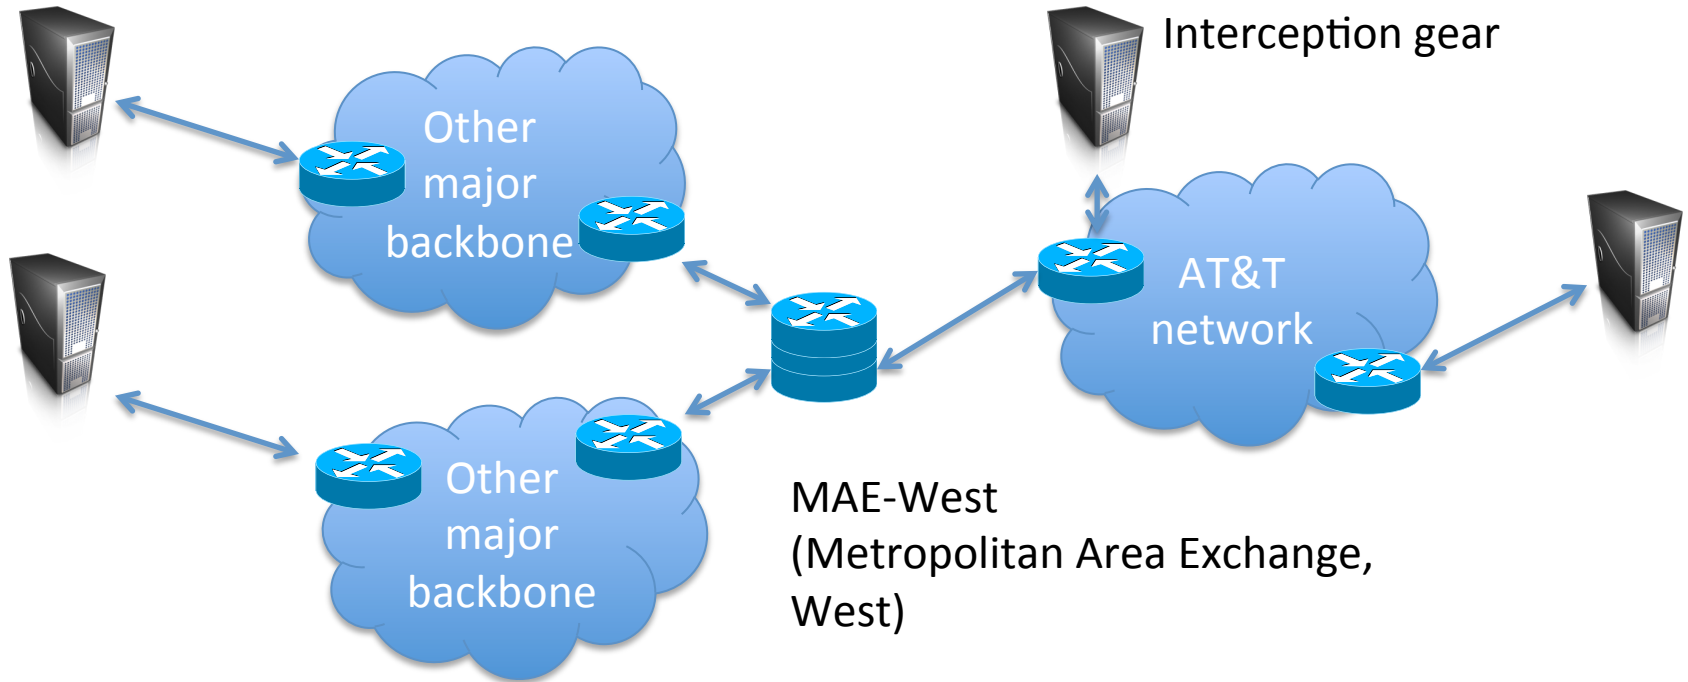 Interception gear
Other
major
backbone
AT&T
network
Other
major
backbone
MAE-West
(Metropolitan Area Exchange,
West)